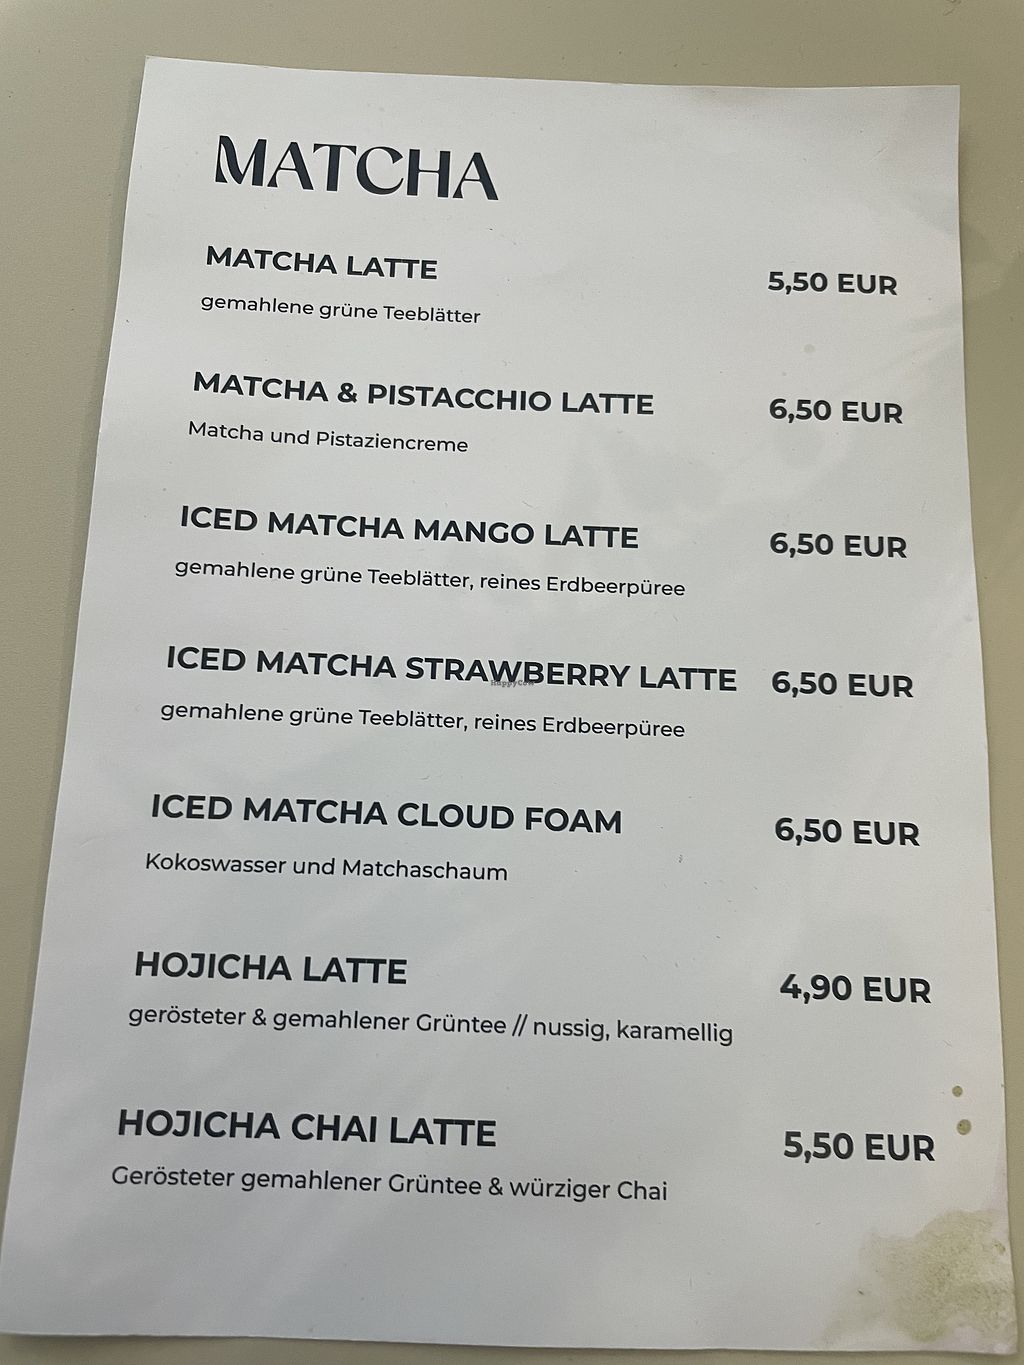 MATCHA
MATCHA LATTE 5,50 EUR
gemahlene grüne Teeblätter
MATCHA & PISTACCHIO LATTE 6,50 EUR
Matcha und Pistaziencreme
ICED MATCHA MANGO LATTE 6,50 EUR
gemahlene grüne Teeblätter, reines Erdbeerpüree
ICED MATCHA STRAWBERRY LATTE 6,50 EUR
HappyCow
gemahlene grüne Teeblätter, reines Erdbeerpüree
ICED MATCHA CLOUD FOAM 6,50 EUR
Kokoswasser und Matchaschaum
HOJICHA LATTE 4,90 EUR
gerösteter & gemahlener Grüntee // nussig, karamellig
HOJICHA CHAI LATTE 5,50 EUR
Gerösteter gemahlener Grüntee & würziger Chai